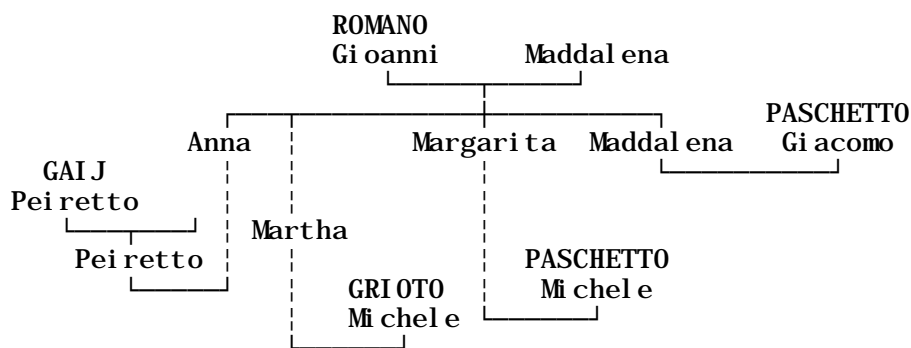 ROMANO
Gioanni Maddalena
PASCHETTO
Anna Margarita Maddalena Giacomo
GAIJ
Peiretto
Martha
Peiretto PASCHETTO
GRIOTO Michele
Michele